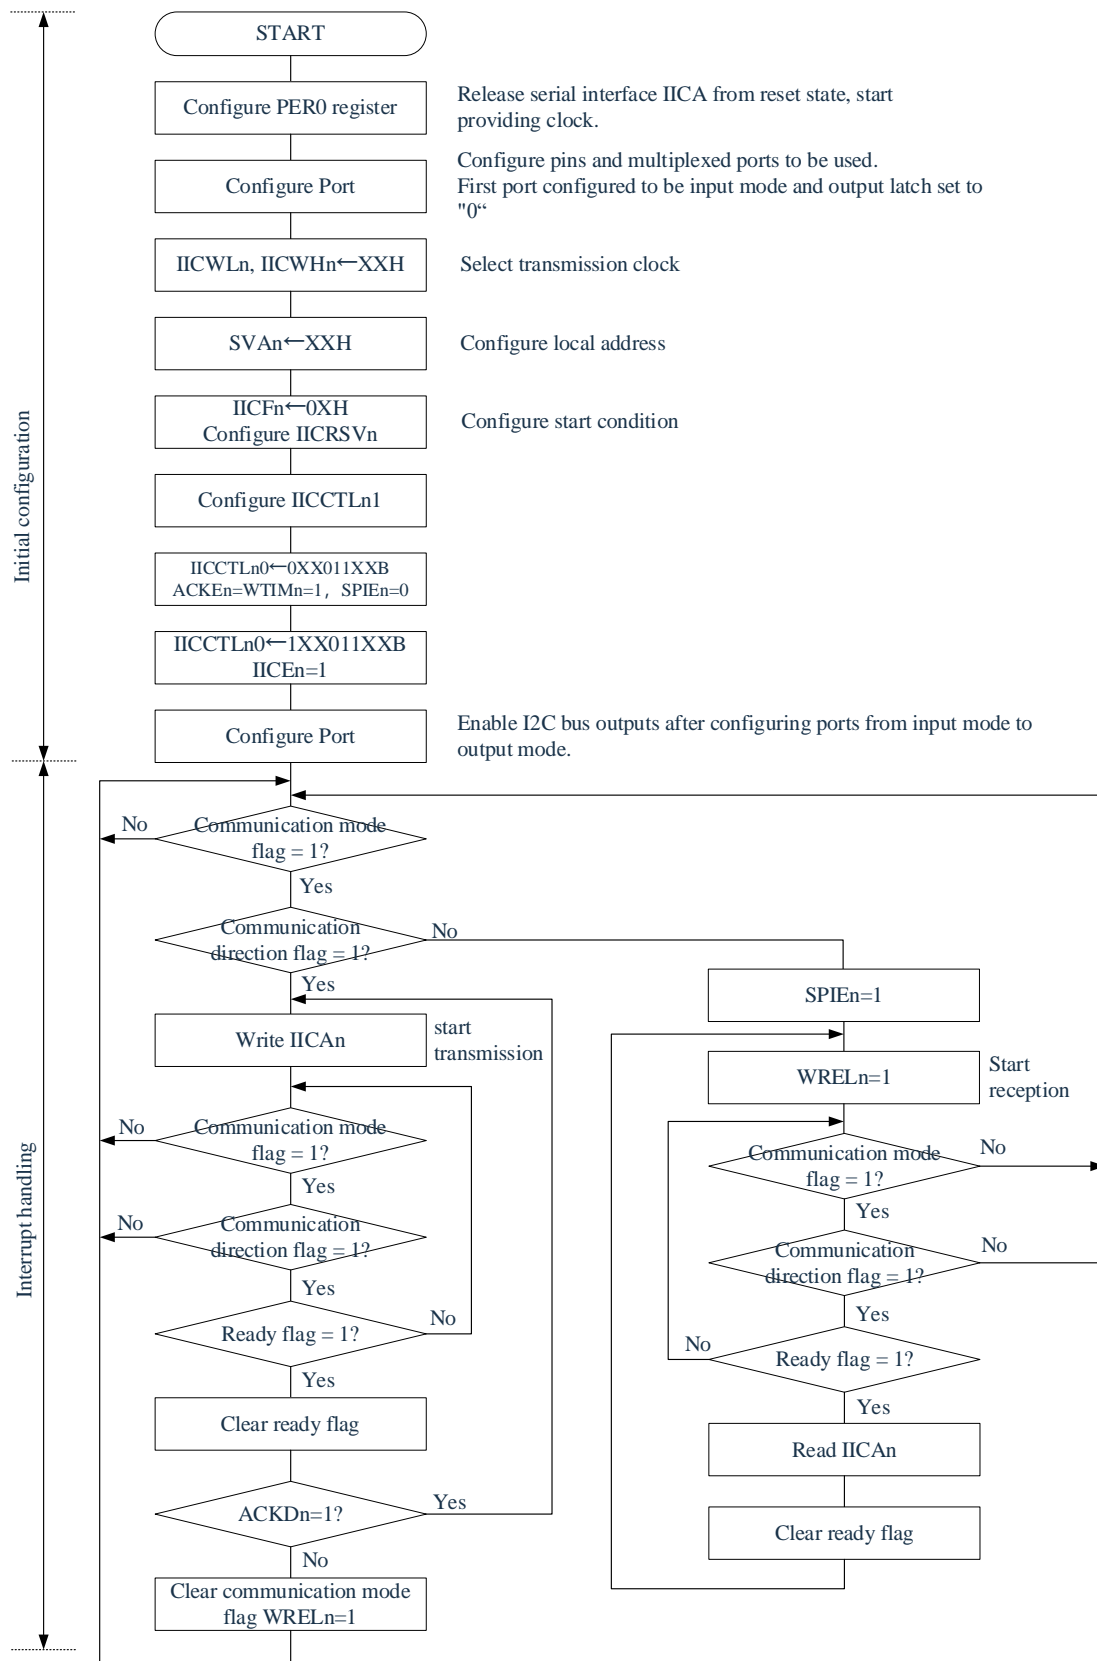 START
Configure PER0 register
Release serial interface IICA from reset state, start
providing clock.
Configure Port
Configure pins and multiplexed ports to be used.
First port configured to be input mode and output latch set to
"0“
IICWLn, IICWHn←XXH
Select transmission clock
SVAn←XXH
Configure local address
IICFn←0XH
Configure IICRSVn
Configure start condition
Configure IICCTLn1
IICCTLn0←0XX011XXB
ACKEn=WTIMn=1, SPIEn=0
IICCTLn0←1XX011XXB
IICEn=1
Configure Port
Enable I2C bus outputs after configuring ports from input mode to
output mode.
Initial configuration
Interrupt handling
No
Communication mode
flag = 1?
Yes
Communication
direction flag = 1?
No
Yes
Write IICAn
start
transmission
No
Communication mode
flag = 1?
Yes
No
Communication
direction flag = 1?
Yes
Ready flag = 1?
No
Yes
Clear ready flag
ACKDn=1?
Yes
No
Clear communication mode
flag WRELn=1
SPIEn=1
WRELn=1
Start
reception
Communication mode
flag = 1?
No
Yes
Communication
direction flag = 1?
No
Yes
No
Ready flag = 1?
Yes
Read IICAn
Clear ready flag